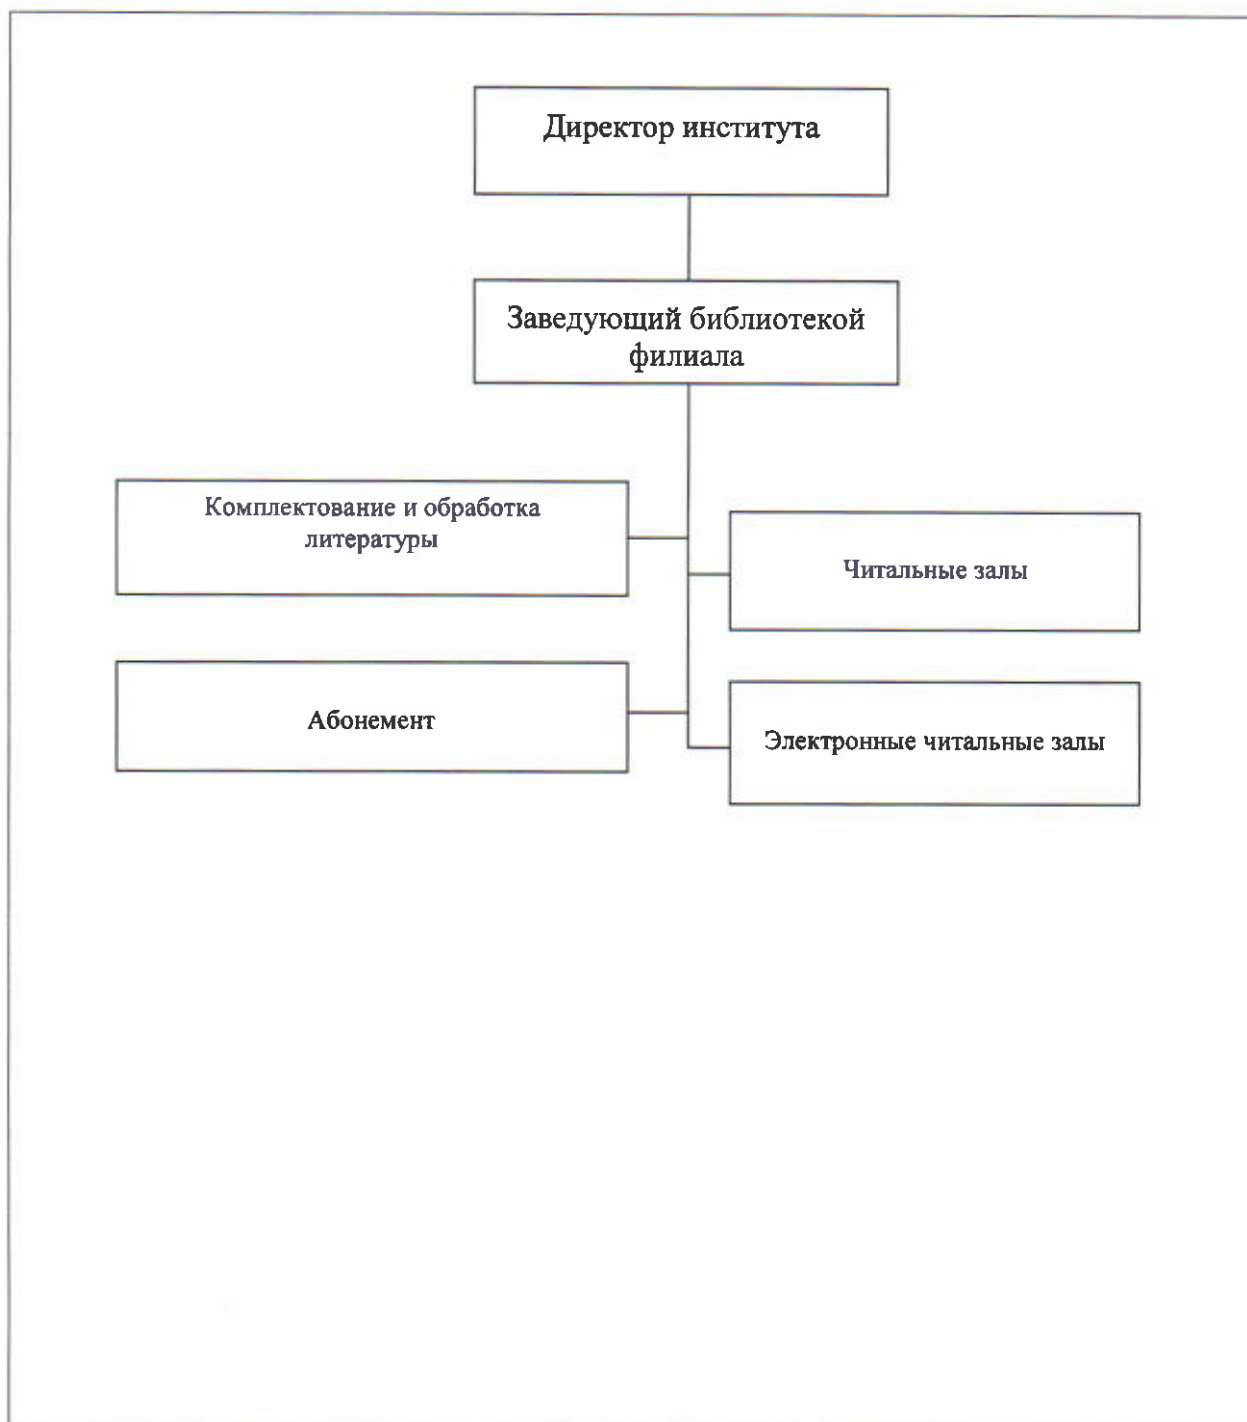 Директор института
Заведующий библиотекой
филиала
Комплектование и обработка
литературы
Читальные залы
Абонемент
Электронные читальные залы